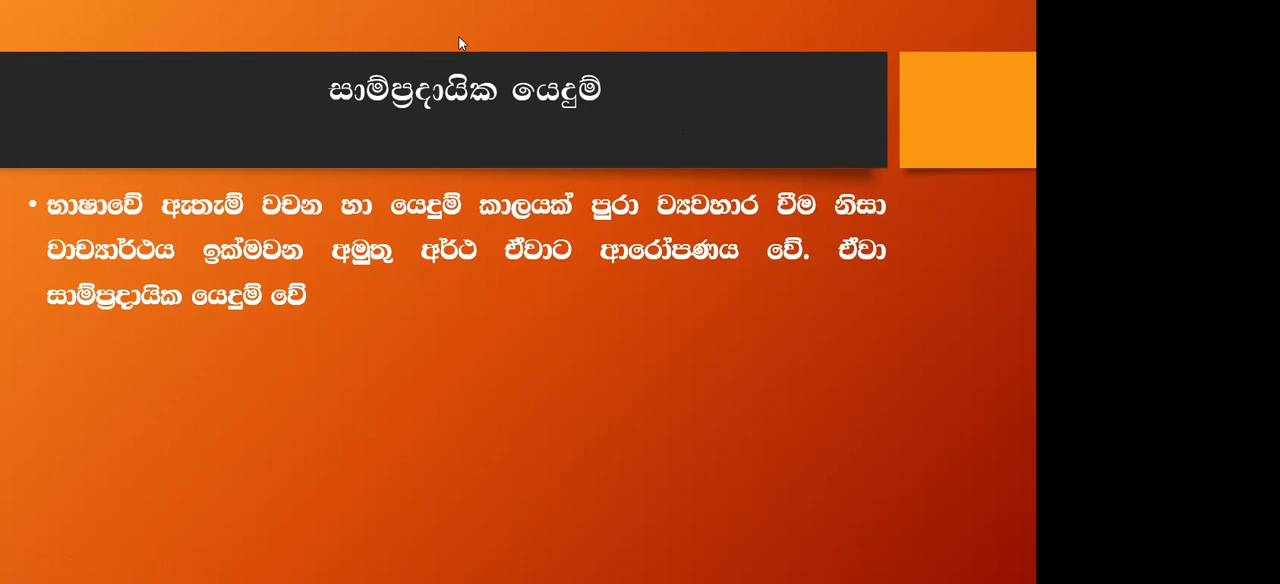 සාම්ප්‍රදායික යෙදුම්
• භාෂාවේ ඇතැම් වචන හා යෙදුම් කාලයක් පුරා ව්‍යවහාර වීම නිසා
වාච්‍යාර්ථය ඉක්මවන අමුතු අර්ථ ඒවාට ආරෝපණය වේ. ඒවා
සාම්ප්‍රදායික යෙදුම් වේ